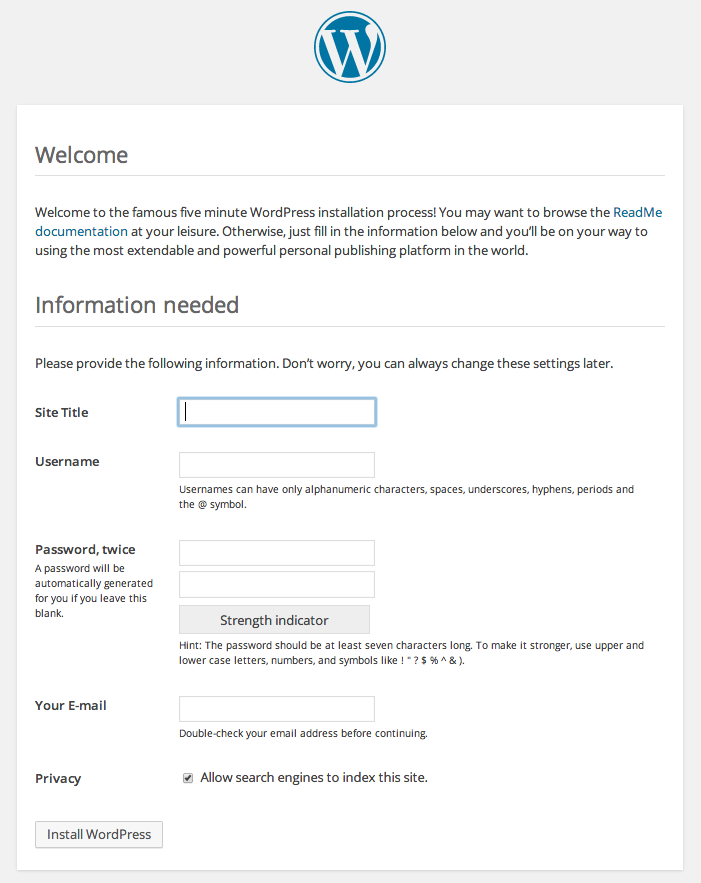 Welcome
Welcome to the famous five minute WordPress installation process! You may want to browse the ReadMe
documentation at your leisure. Otherwise, just fill in the information below and you’ll be on your way to
using the most extendable and powerful personal publishing platform in the world.
Information needed
Please provide the following information. Don’t worry, you can always change these settings later.
Site Title
Username
Usernames can have only alphanumeric characters, spaces, underscores, hyphens, periods and
the @ symbol.
Password, twice
A password will be
automatically generated
for you if you leave this
blank.
Strength indicator
Hint: The password should be at least seven characters long. To make it stronger, use upper and
lower case letters, numbers, and symbols like ! " ? $ % ^ & ).
Your E-mail
Double-check your email address before continuing.
Privacy
Allow search engines to index this site.
Install WordPress